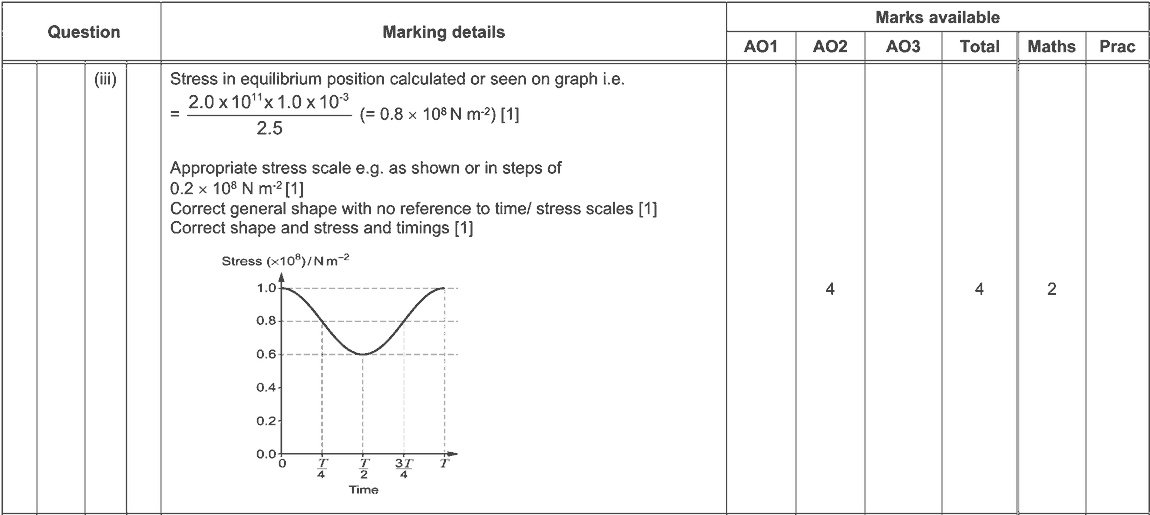 Question Marking details Marks available
AO1 AO2 AO3 Total Maths Prac
(iii) Stress in equilibrium position calculated or seen on graph i.e.
= 2.0 x 10¹¹ x 1.0 x 10⁻³ / 2.5 (= 0.8 × 10⁸ N m⁻²) [1]
Appropriate stress scale e.g. as shown or in steps of
0.2 × 10⁸ N m⁻² [1]
Correct general shape with no reference to time/ stress scales [1]
Correct shape and stress and timings [1]
Stress (×10⁸)/N m⁻²
1.0
0.8
0.6
0.4
0.2
0.0
0 T/4 T/2 3T/4 T
Time
4 4 2